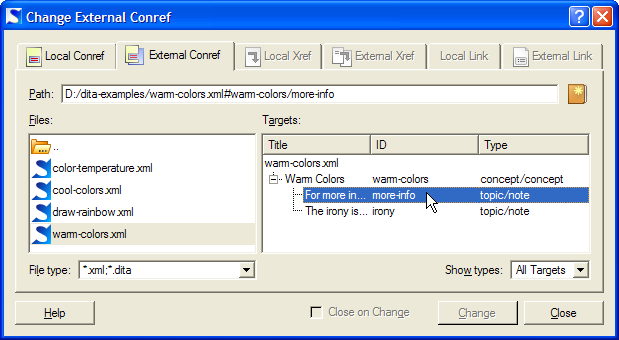 Change External Conref
Local Conref External Conref Local Xref External Xref Local Link External Link
Path: D:/dita-examples/warm-colors.xml#warm-colors/more-info
Files: Targets:
..
color-temperature.xml
cool-colors.xml
draw-rainbow.xml
warm-colors.xml
Title ID Type
warm-colors.xml
Warm Colors warm-colors concept/concept
For more in... more-info topic/note
The irony is... irony topic/note
File type: *.xml;*.dita Show types: All Targets
Help Close on Change Change Close